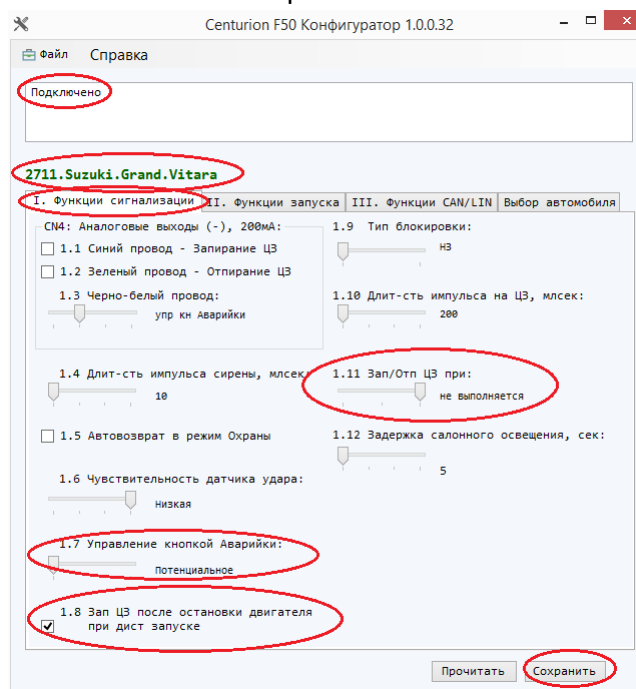 Centurion F50 Конфигуратор 1.0.0.32
Файл Справка
Подключено
2711.Suzuki.Grand.Vitara
I. Функции сигнализации II. Функции запуска III. Функции CAN/LIN Выбор автомобиля
CN4: Аналоговые выходы (-), 200мА:
1.1 Синий провод - Запирание ЦЗ
1.2 Зеленый провод - Отпирание ЦЗ
1.3 Черно-белый провод:
упр кн Аварийки
1.4 Длит-сть импульса сирены, млсек:
10
1.5 Автовозврат в режим Охраны
1.6 Чувствительность датчика удара:
Низкая
1.7 Управление кнопкой Аварийки:
Потенциальное
1.8 Зап ЦЗ после остановки двигателя
при дист запуске
1.9 Тип блокировки:
НЗ
1.10 Длит-сть импульса на ЦЗ, млсек:
200
1.11 Зап/Отп ЦЗ при:
не выполняется
1.12 Задержка салонного освещения, сек:
5
Прочитать Сохранить